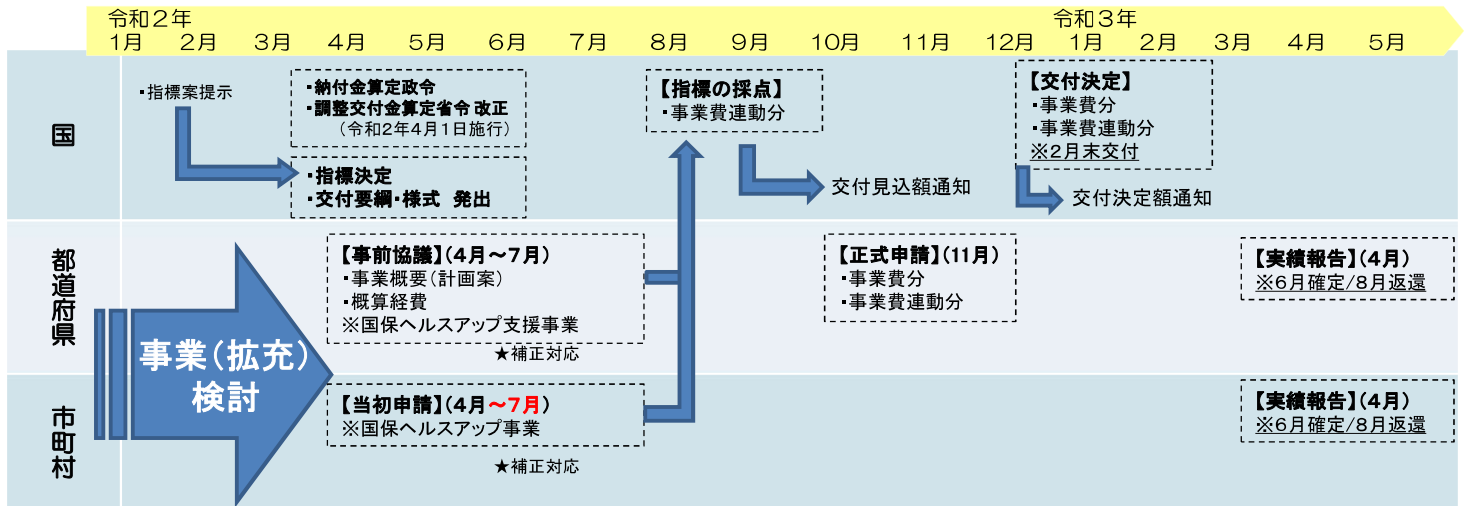 令和2年
令和3年
1月 2月 3月 4月 5月 6月 7月 8月 9月 10月 11月 12月 1月 2月 3月 4月 5月
国
・指標案提示
・納付金算定政令
・調整交付金算定省令 改正
（令和2年4月1日施行）
・指標決定
・交付要綱・様式 発出
【指標の採点】
・事業費連動分
交付見込額通知
【交付決定】
・事業費分
・事業費連動分
※2月末交付
交付決定額通知
都道府県
事業（拡充）
検討
【事前協議】（4月～7月）
・事業概要（計画案）
・概算経費
※国保ヘルスアップ支援事業
★補正対応
【正式申請】（11月）
・事業費分
・事業費連動分
【実績報告】（4月）
※6月確定/8月返還
市町村
【当初申請】（4月～7月）
※国保ヘルスアップ事業
★補正対応
【実績報告】（4月）
※6月確定/8月返還